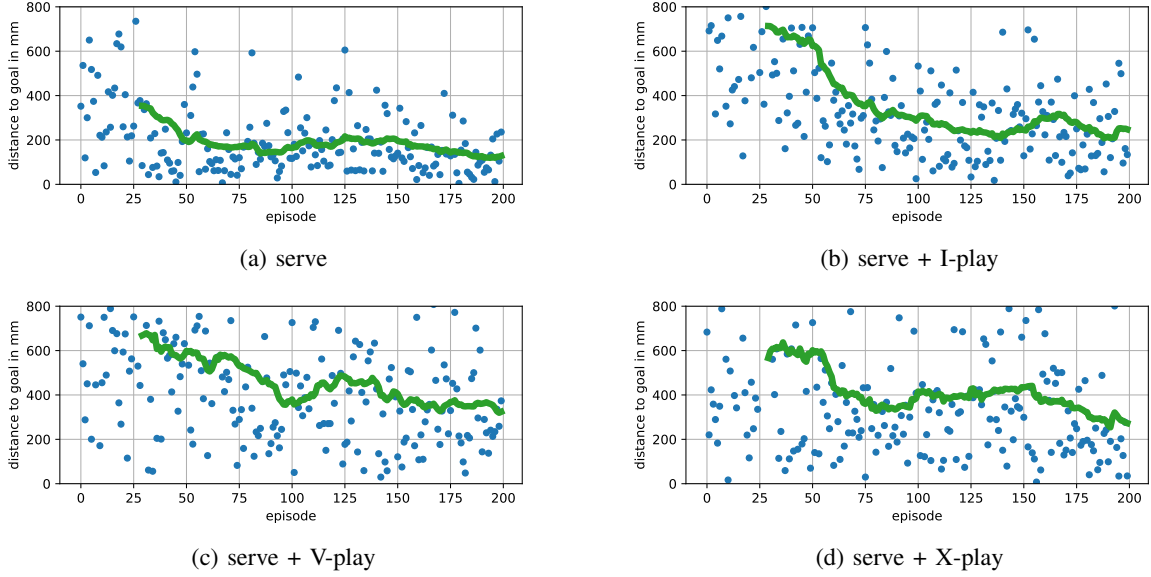 800
600
400
200
0
distance to goal in mm
0 25 50 75 100 125 150 175 200
episode
(a) serve
800
600
400
200
0
distance to goal in mm
0 25 50 75 100 125 150 175 200
episode
(b) serve + I-play
800
600
400
200
0
distance to goal in mm
0 25 50 75 100 125 150 175 200
episode
(c) serve + V-play
800
600
400
200
0
distance to goal in mm
0 25 50 75 100 125 150 175 200
episode
(d) serve + X-play